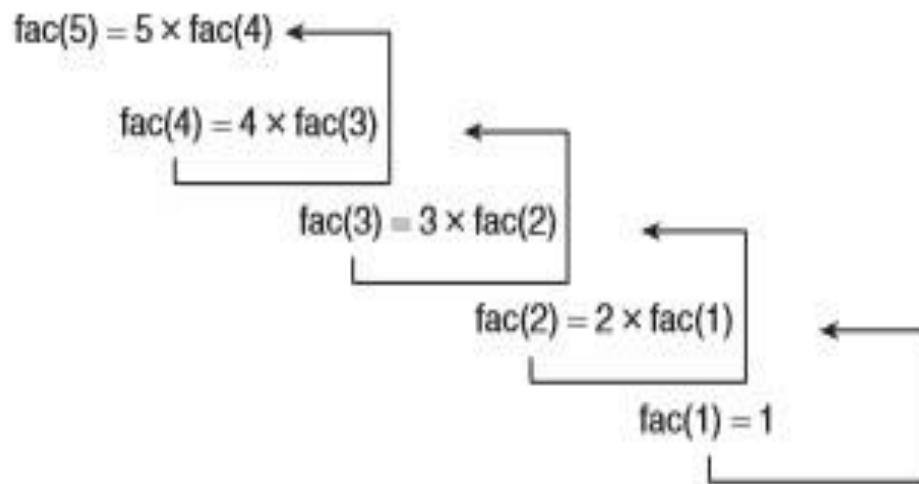 fac(5) = 5 × fac(4)
fac(4) = 4 × fac(3)
fac(3) = 3 × fac(2)
fac(2) = 2 × fac(1)
fac(1) = 1